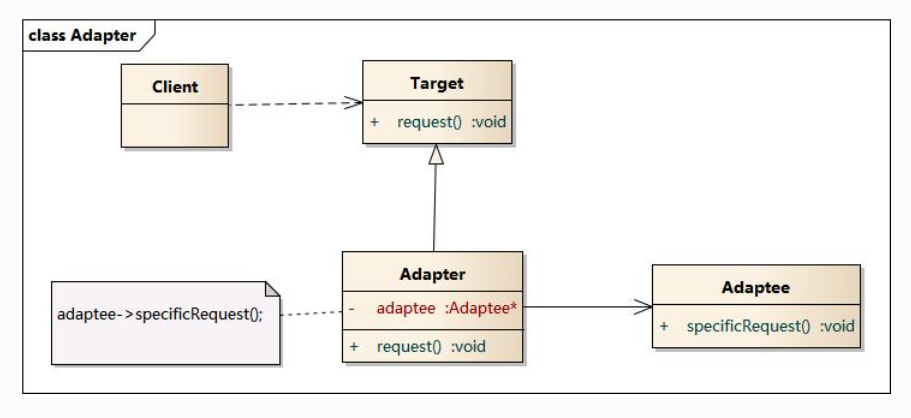 class Adapter
Client
Target
+ request() :void
Adapter
- adaptee :Adaptee*
+ request() :void
adaptee->specificRequest();
Adaptee
+ specificRequest() :void